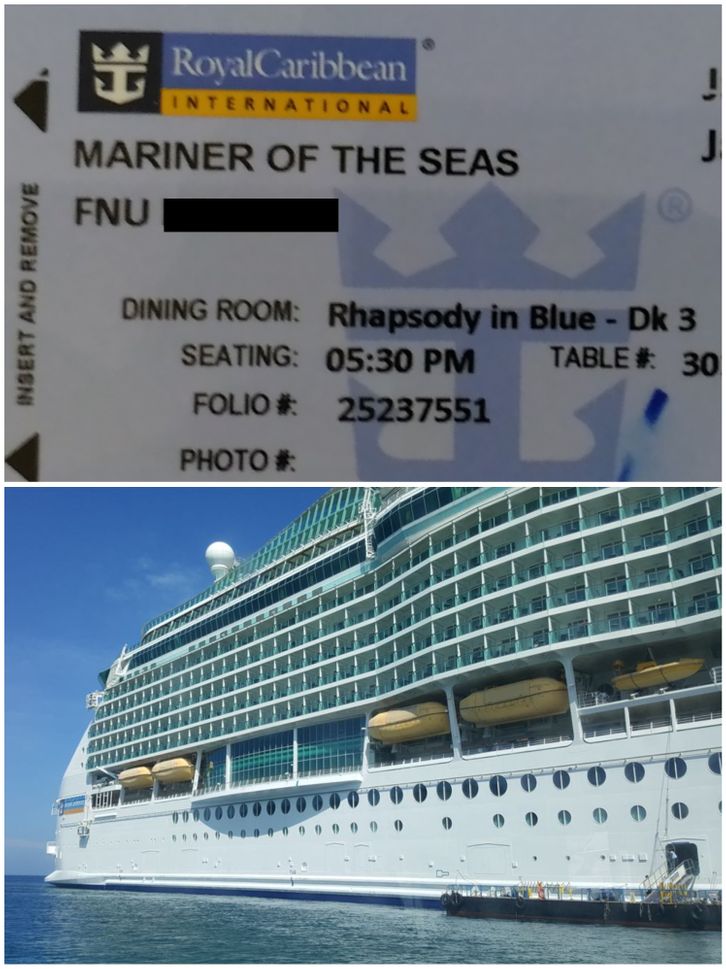 RoyalCaribbean ®
INTERNATIONAL
MARINER OF THE SEAS
FNU
INSERT AND REMOVE
®
DINING ROOM: Rhapsody in Blue - Dk 3
SEATING: 05:30 PM TABLE #: 30
FOLIO #: 25237551
PHOTO #: